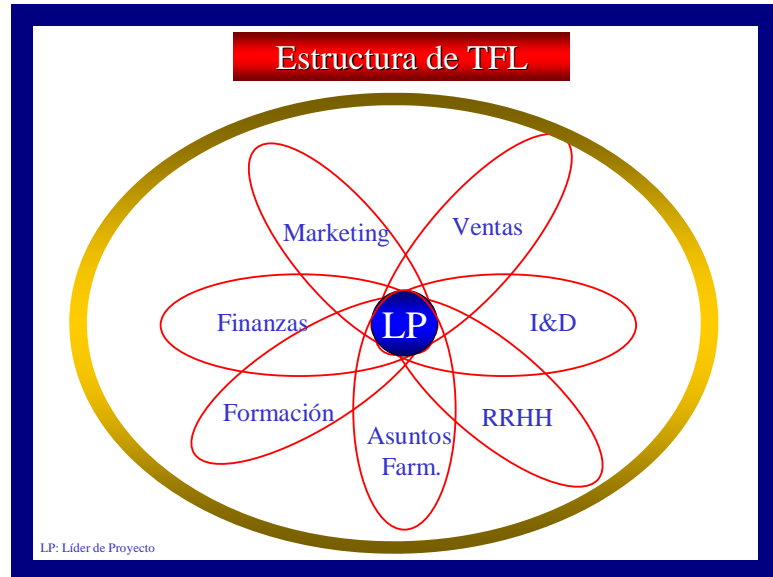 Estructura de TFL
Marketing
Ventas
Finanzas
LP
I&D
Formación
Asuntos
Farm.
RRHH
LP: Líder de Proyecto